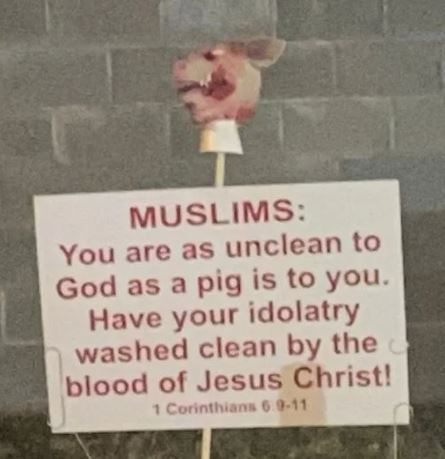 MUSLIMS:
You are as unclean to
God as a pig is to you.
Have your idolatry
washed clean by the
blood of Jesus Christ!
1 Corinthians 6:9-11